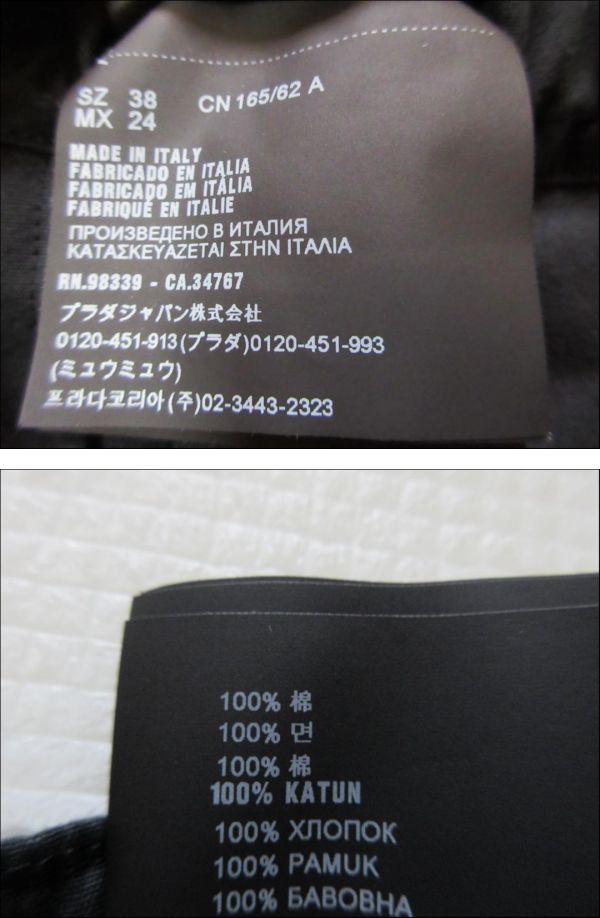 SZ 38 CN 165/62 A
MX 24
MADE IN ITALY
FABRICADO EN ITALIA
FABRICADO EM ITÁLIA
FABRIQUÉ EN ITALIE
ПРОИЗВЕДЕНО В ИТАЛИЯ
ΚΑΤΑΣΚΕΥΑΖΕΤΑΙ ΣΤΗΝ ΙΤΑΛΙΑ
RN.98339 - CA.34767
プラダジャパン株式会社
0120-451-913(プラダ)0120-451-993
(ミュウミュウ)
프라다코리아(주)02-3443-2323
100% 棉
100% 면
100% 棉
100% KATUN
100% ХЛОПОК
100% PAMUK
100% БАВОВНА